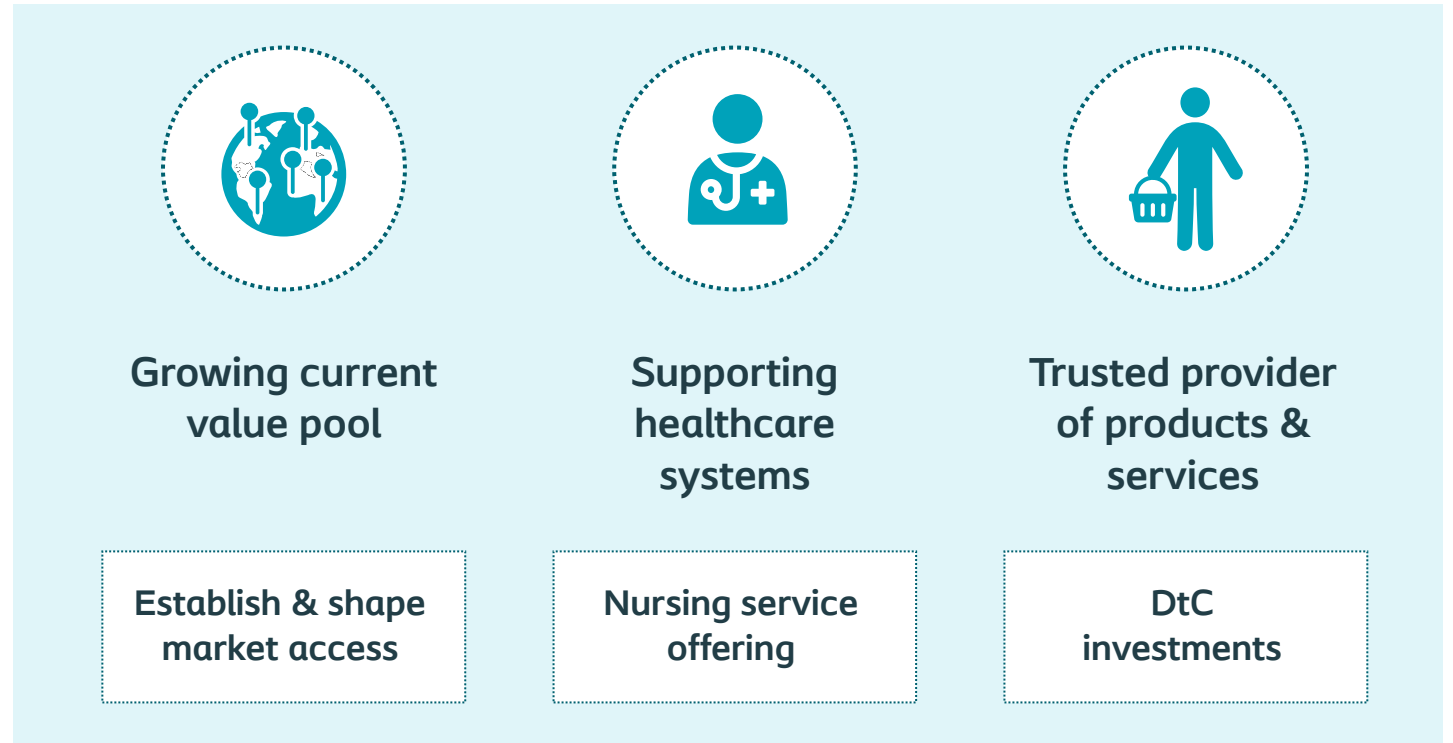 Growing current
value pool
Supporting
healthcare
systems
Trusted provider
of products &
services
Establish & shape
market access
Nursing service
offering
DtC
investments